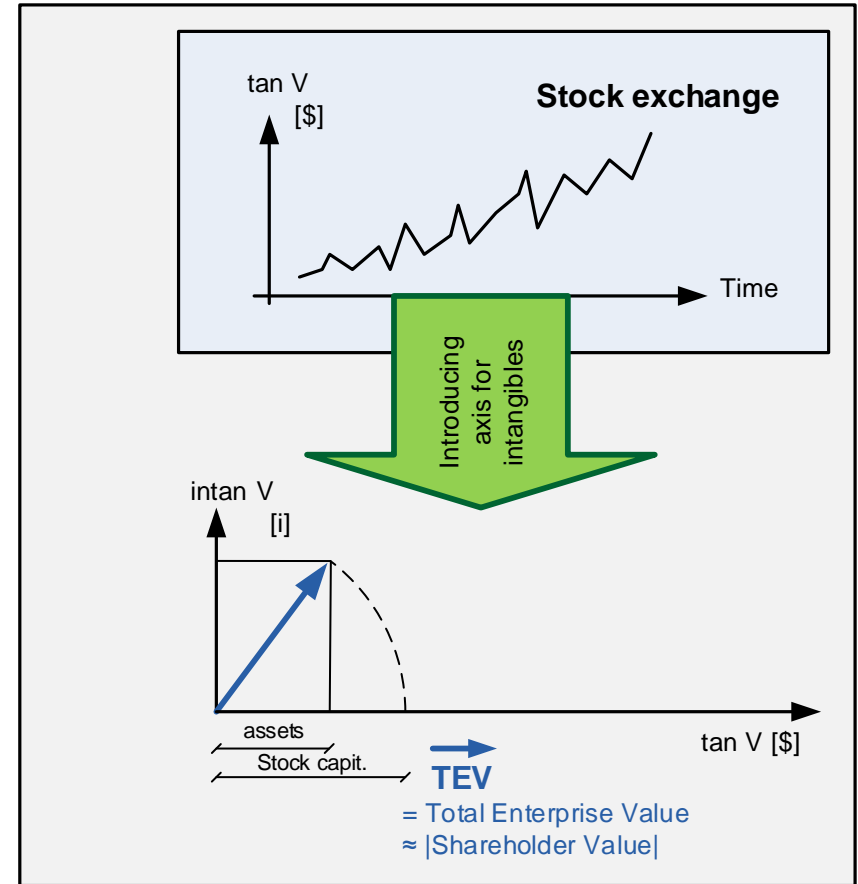 tan V
[$]
Stock exchange
Time
Introducing
axis for
intangibles
intan V
[i]
assets
Stock capit.
tan V [$]
TEV
= Total Enterprise Value
≈ |Shareholder Value|